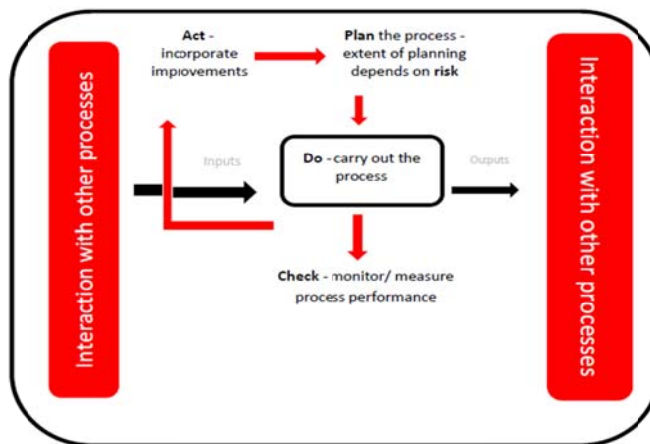 Interaction with other processes
Act -
incorporate
improvements
Plan the process -
extent of planning
depends on risk
Inputs
Do - carry out the
process
Outputs
Check - monitor/ measure
process performance
Interaction with other processes